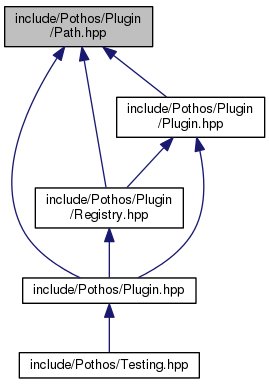 include/Pothos/Plugin
/Path.hpp
include/Pothos/Plugin
/Plugin.hpp
include/Pothos/Plugin
/Registry.hpp
include/Pothos/Plugin.hpp
include/Pothos/Testing.hpp